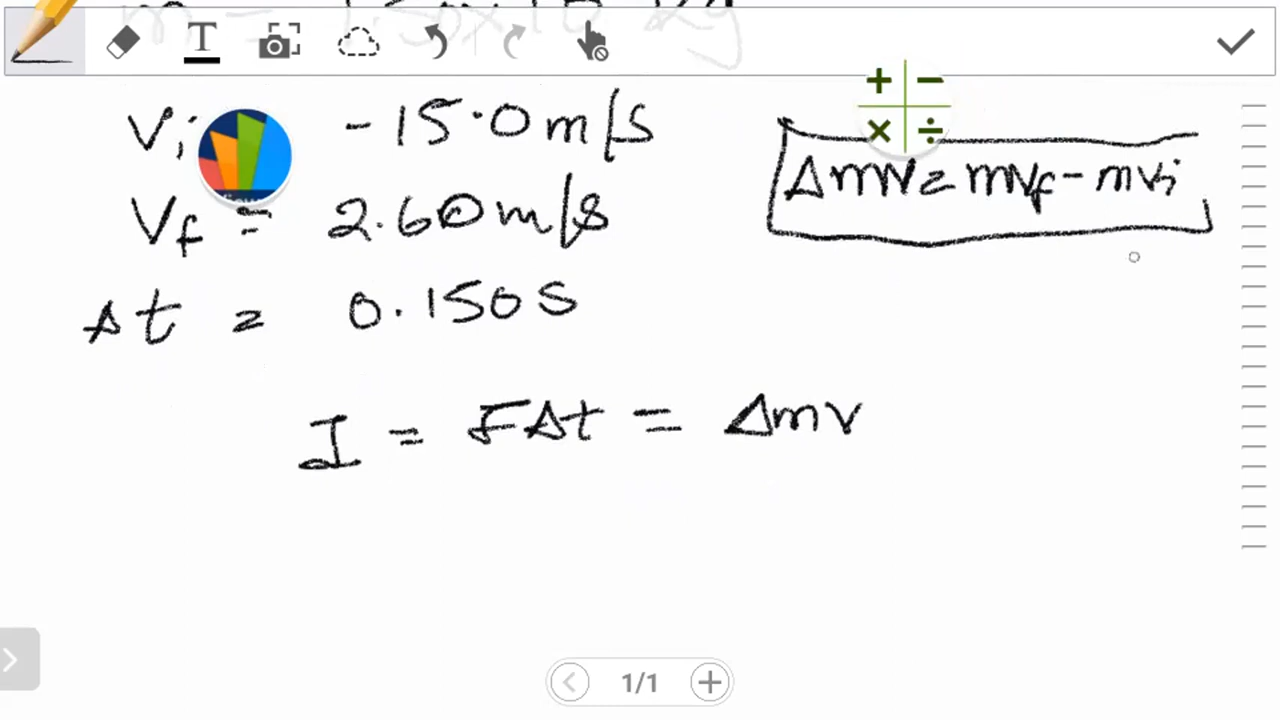 Vi -15.0 m/s
Vf = 2.60 m/s
Δt = 0.150 s
Δmv = mvf - mvi
I = FΔt = Δmv
1/1